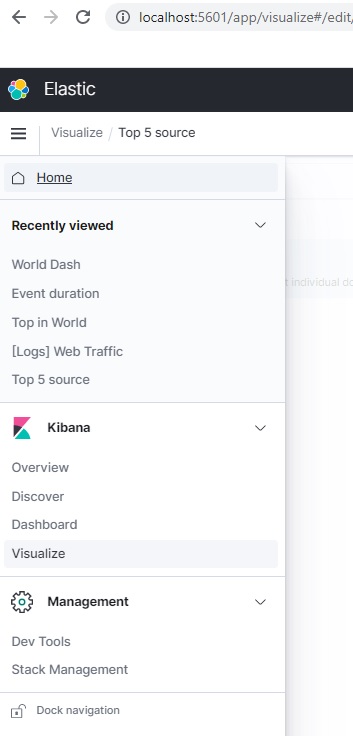 localhost:5601/app/visualize#/edit/
Elastic
Visualize / Top 5 source
Home
Recently viewed
World Dash
Event duration
t individual do
Top in World
[Logs] Web Traffic
Top 5 source
Kibana
Overview
Discover
Dashboard
Visualize
Management
Dev Tools
Stack Management
Dock navigation